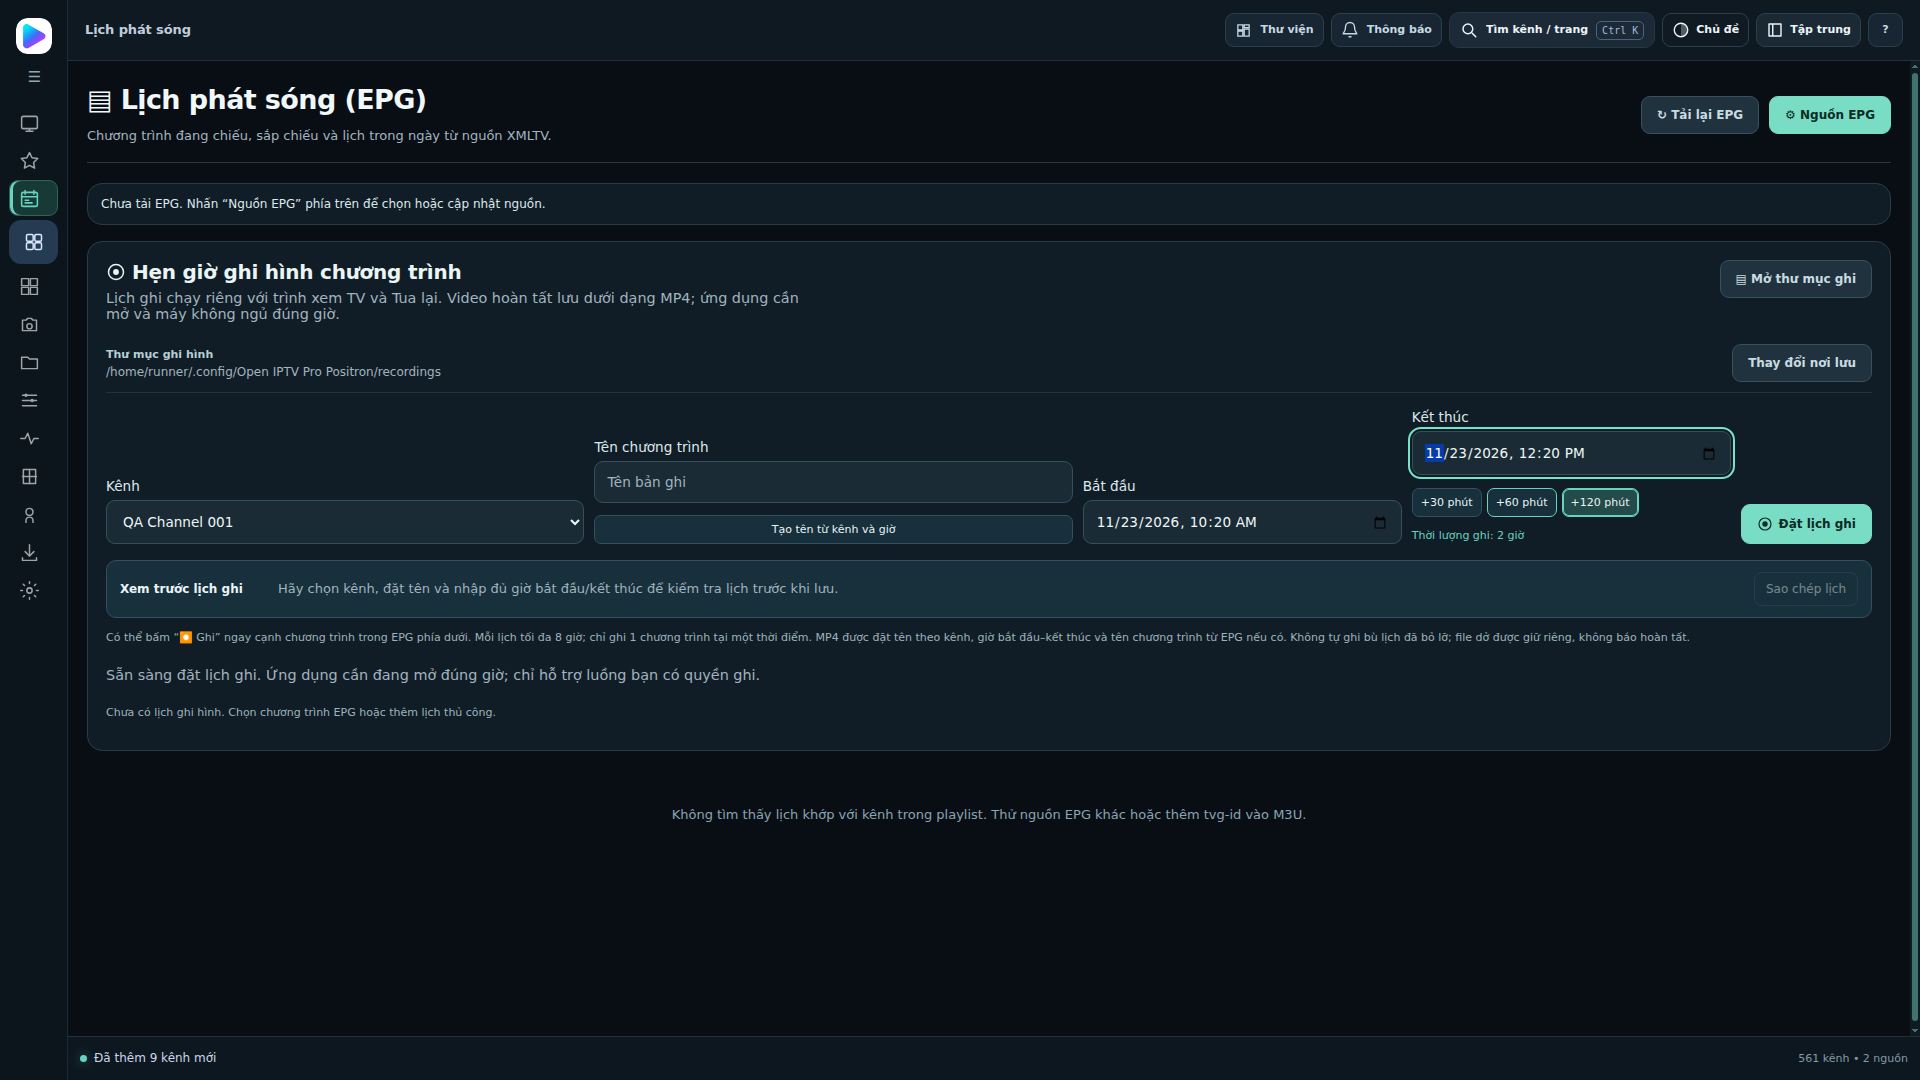 Lịch phát sóng
Thư viện
Thông báo
Tìm kênh / trang
Ctrl K
Chủ đề
Tập trung
?
▤ Lịch phát sóng (EPG)
Chương trình đang chiếu, sắp chiếu và lịch trong ngày từ nguồn XMLTV.
↻ Tải lại EPG
⚙ Nguồn EPG
Chưa tải EPG. Nhấn “Nguồn EPG” phía trên để chọn hoặc cập nhật nguồn.
Hẹn giờ ghi hình chương trình
Lịch ghi chạy riêng với trình xem TV và Tua lại. Video hoàn tất lưu dưới dạng MP4; ứng dụng cần
mở và máy không ngủ đúng giờ.
▤ Mở thư mục ghi
Thư mục ghi hình
/home/runner/.config/Open IPTV Pro Positron/recordings
Thay đổi nơi lưu
Kênh
QA Channel 001
Tên chương trình
Tên bản ghi
Tạo tên từ kênh và giờ
Bắt đầu
11/23/2026, 10:20 AM
Kết thúc
11/23/2026, 12:20 PM
+30 phút
+60 phút
+120 phút
Thời lượng ghi: 2 giờ
Đặt lịch ghi
Xem trước lịch ghi
Hãy chọn kênh, đặt tên và nhập đủ giờ bắt đầu/kết thúc để kiểm tra lịch trước khi lưu.
Sao chép lịch
Có thể bấm “⏺ Ghi” ngay cạnh chương trình trong EPG phía dưới. Mỗi lịch tối đa 8 giờ; chỉ ghi 1 chương trình tại một thời điểm. MP4 được đặt tên theo kênh, giờ bắt đầu–kết thúc và tên chương trình từ EPG nếu có. Không tự ghi bù lịch đã bỏ lỡ; file dở được giữ riêng, không báo hoàn tất.
Sẵn sàng đặt lịch ghi. Ứng dụng cần đang mở đúng giờ; chỉ hỗ trợ luồng bạn có quyền ghi.
Chưa có lịch ghi hình. Chọn chương trình EPG hoặc thêm lịch thủ công.
Không tìm thấy lịch khớp với kênh trong playlist. Thử nguồn EPG khác hoặc thêm tvg-id vào M3U.
Đã thêm 9 kênh mới
561 kênh • 2 nguồn